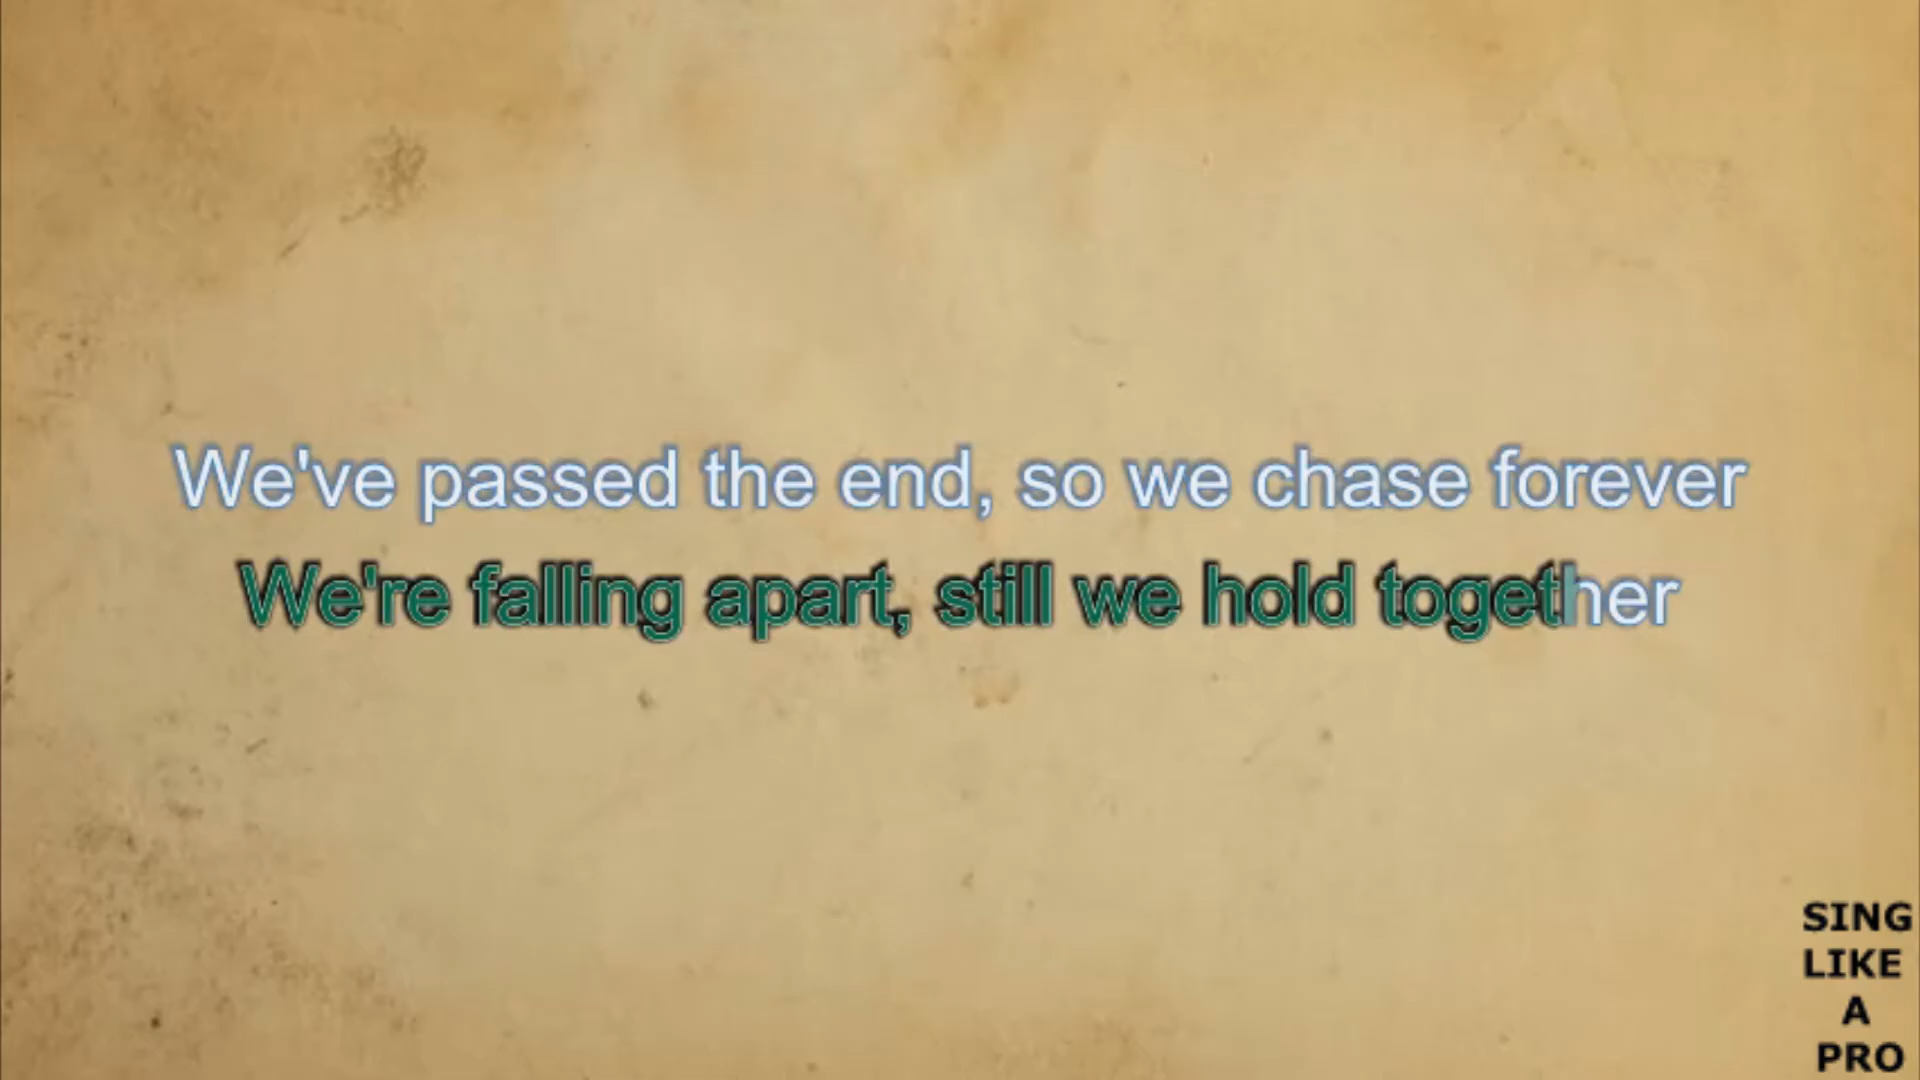 We've passed the end, so we chase forever
We're falling apart, still we hold together
SING
LIKE
A
PRO